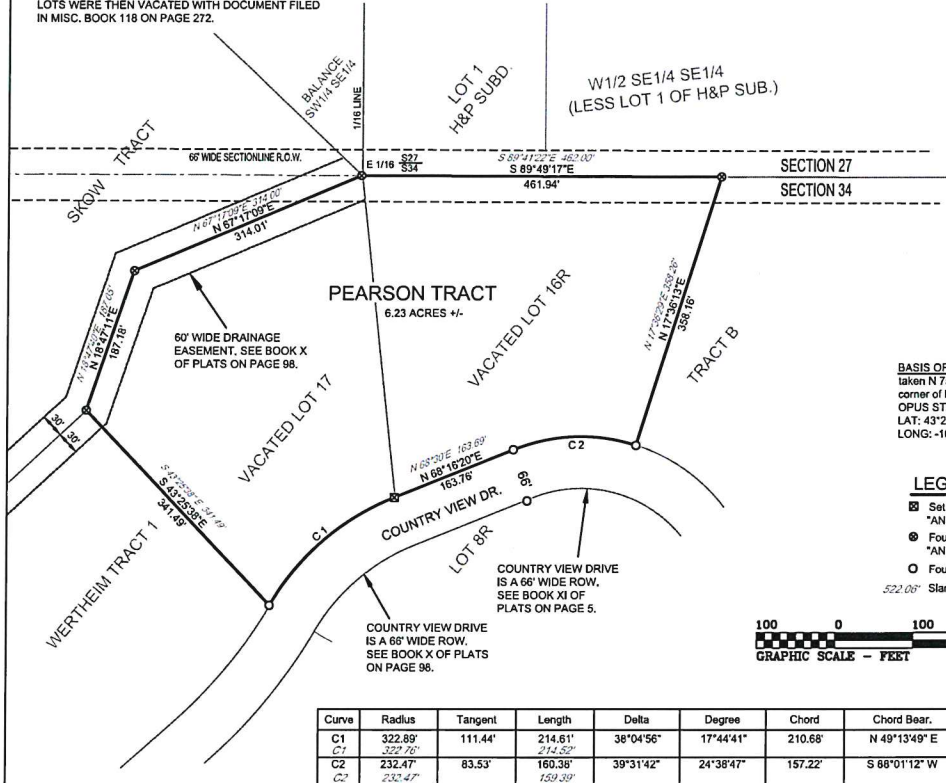 LOTS WERE THEN VACATED WITH DOCUMENT FILED
IN MISC. BOOK 118 ON PAGE 272.
BALANCE
SW1/4 SE1/4
1/16 LINE
LOT 1
H&P SUBD.
W1/2 SE1/4 SE1/4
(LESS LOT 1 OF H&P SUB.)
SKOW TRACT
66' WIDE SECTIONLINE R.O.W.
E 1/16
S27
S34
S 89°41'22"E 462.00'
S 89°49'17"E
461.94'
SECTION 27
SECTION 34
N 67°17'09"E 314.00'
N 67°17'09"E
314.01'
N 18°47'40"E 187.05'
N 18°47'11"E
187.18'
60' WIDE DRAINAGE
EASEMENT, SEE BOOK X
OF PLATS ON PAGE 98.
PEARSON TRACT
6.23 ACRES +/-
VACATED LOT 16R
VACATED LOT 17
N 17°36'29"E 358.26'
N 17°36'13"E
358.16'
TRACT B
30' 30'
S 43°25'38"E 341.49'
S 43°25'38"E
341.49'
WERTHEIM TRACT 1
N 68°30'E 163.69'
N 68°16'20"E
163.76'
C1
C2
COUNTRY VIEW DR.
66'
LOT 8R
COUNTRY VIEW DRIVE
IS A 66' WIDE ROW.
SEE BOOK XI OF
PLATS ON PAGE 5.
COUNTRY VIEW DRIVE
IS A 66' WIDE ROW.
SEE BOOK X OF PLATS
ON PAGE 98.
BASIS OF
taken N 7
corner of
OPUS ST
LAT: 43°2
LONG: -1
LEG
Set
"AN
Fou
"AN
Fou
522.06' Sla
100 0 100
GRAPHIC SCALE – FEET
Curve Radius Tangent Length Delta Degree Chord Chord Bear.
C1 322.89' 111.44' 214.61' 38°04'56" 17°44'41" 210.68' N 49°13'49" E
C1 322.76' 214.52'
C2 232.47' 83.53' 160.38' 39°31'42" 24°38'47" 157.22' S 88°01'12" W
C2 232.47' 159.39'